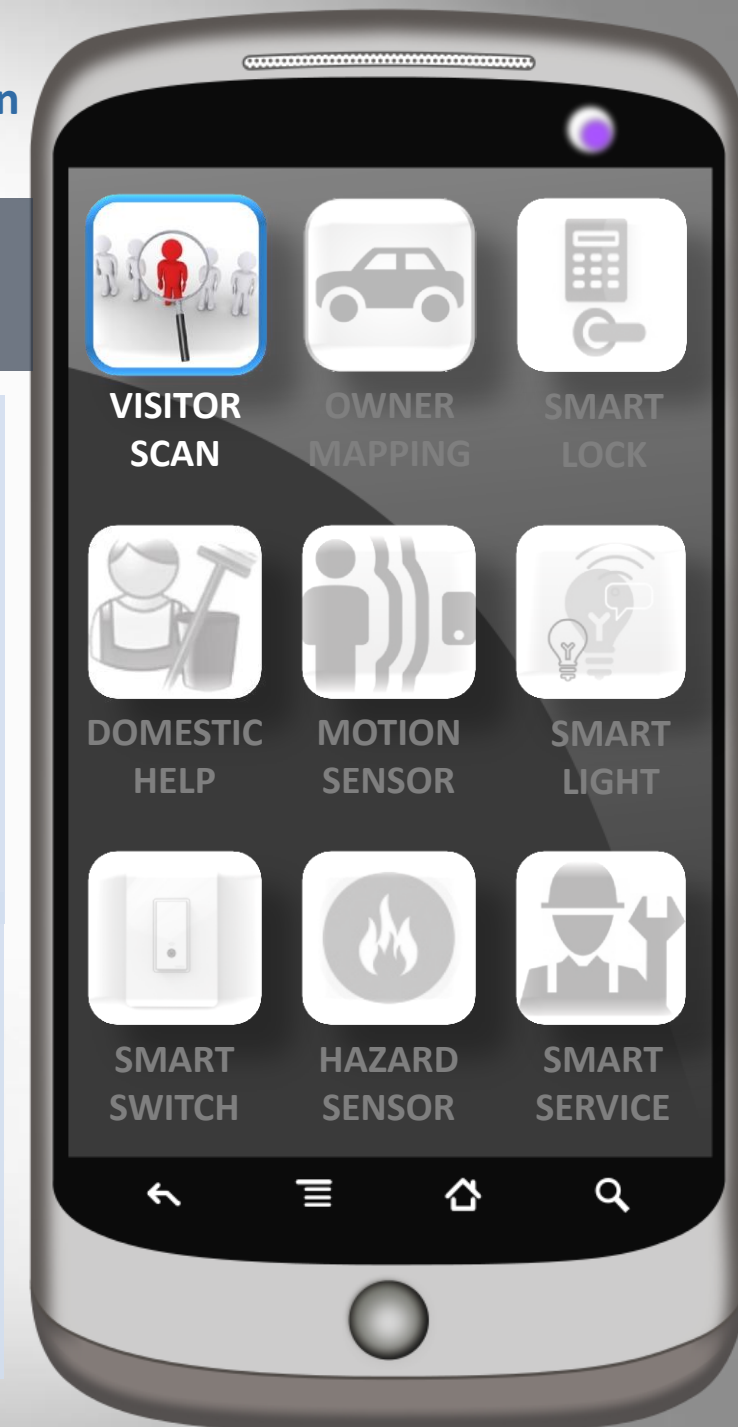 n
VISITOR
SCAN
OWNER
MAPPING
SMART
LOCK
DOMESTIC
HELP
MOTION
SENSOR
SMART
LIGHT
SMART
SWITCH
HAZARD
SENSOR
SMART
SERVICE